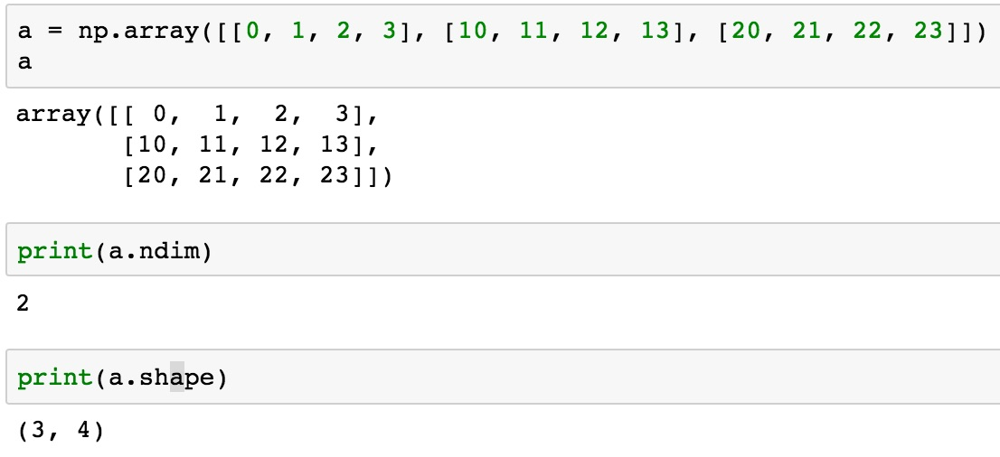 a = np.array([[0, 1, 2, 3], [10, 11, 12, 13], [20, 21, 22, 23]])
a
array([[ 0,  1,  2,  3],
       [10, 11, 12, 13],
       [20, 21, 22, 23]])
print(a.ndim)
2
print(a.shape)
(3, 4)